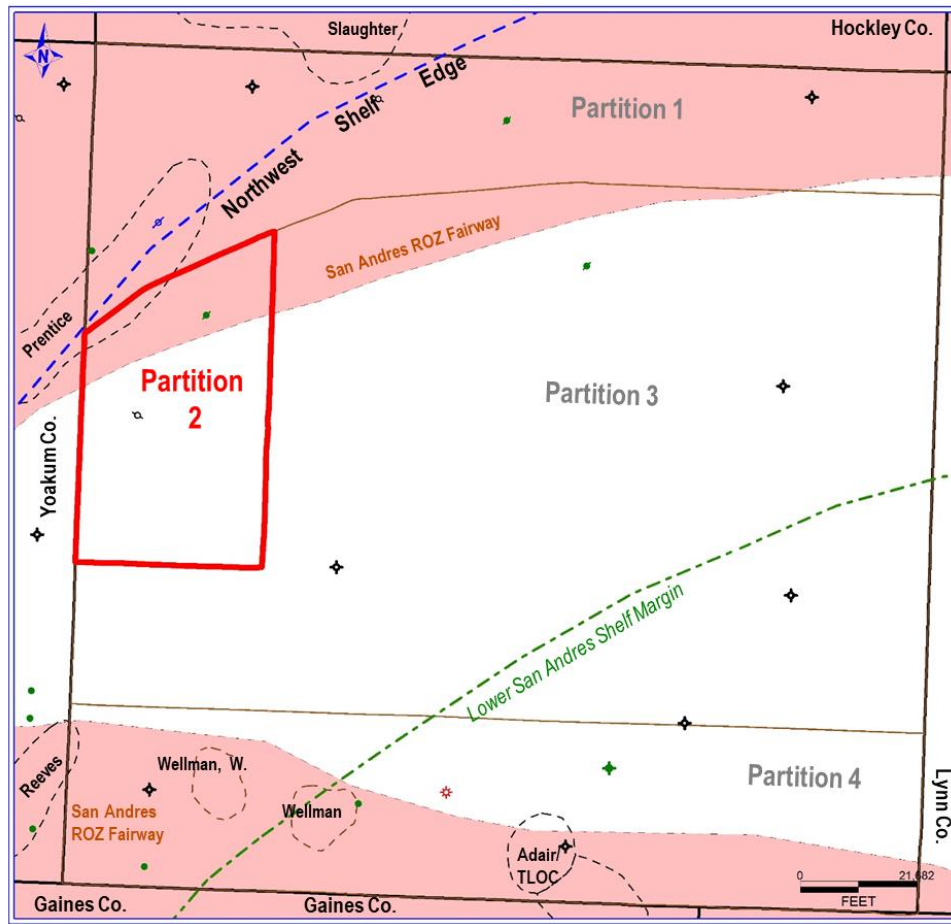 Slaughter
Hockley Co.
N
Northwest Shelf Edge
Partition 1
San Andres ROZ Fairway
Prentice
Partition
2
Partition 3
Yoakum Co.
Lower San Andres Shelf Margin
Reeves
Wellman, W.
Wellman
San Andres
ROZ Fairway
Partition 4
Lynn Co.
Adair/
TLOC
0 21,682
FEET
Gaines Co.
Gaines Co.